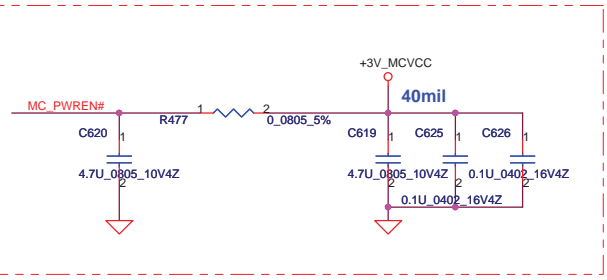 +3V_MCVCC
40mil
MC_PWREN#
R477
1
2
0_0805_5%
C620
1
4.7U_0805_10V4Z
2
C619
1
4.7U_0805_10V4Z
2
C625
1
0.1U_0402_16V4Z
2
C626
1
0.1U_0402_16V4Z
2